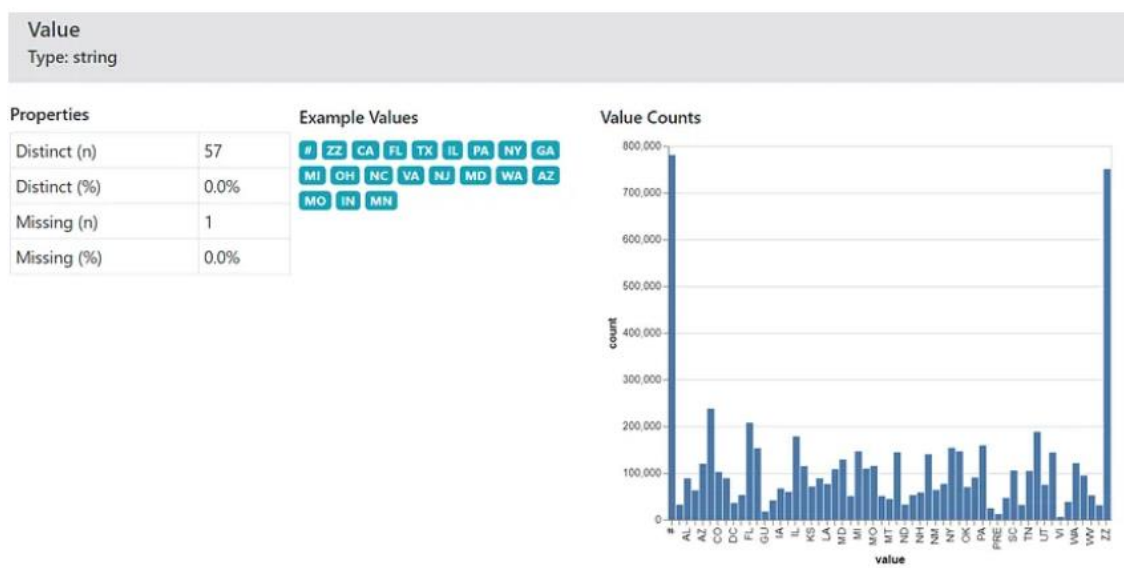 Value
Type: string
Properties
Distinct (n) 57
Distinct (%) 0.0%
Missing (n) 1
Missing (%) 0.0%
Example Values
# ZZ CA FL TX IL PA NY GA
MI OH NC VA NJ MD WA AZ
MO IN MN
Value Counts
800,000
700,000
600,000
500,000
400,000
300,000
200,000
100,000
0
count
# AL AZ CO DC FL GU IA IL KS LA MD MI MO MT ND NH NM NY OK PA PRE SC TN UT VI WA WV ZZ
value